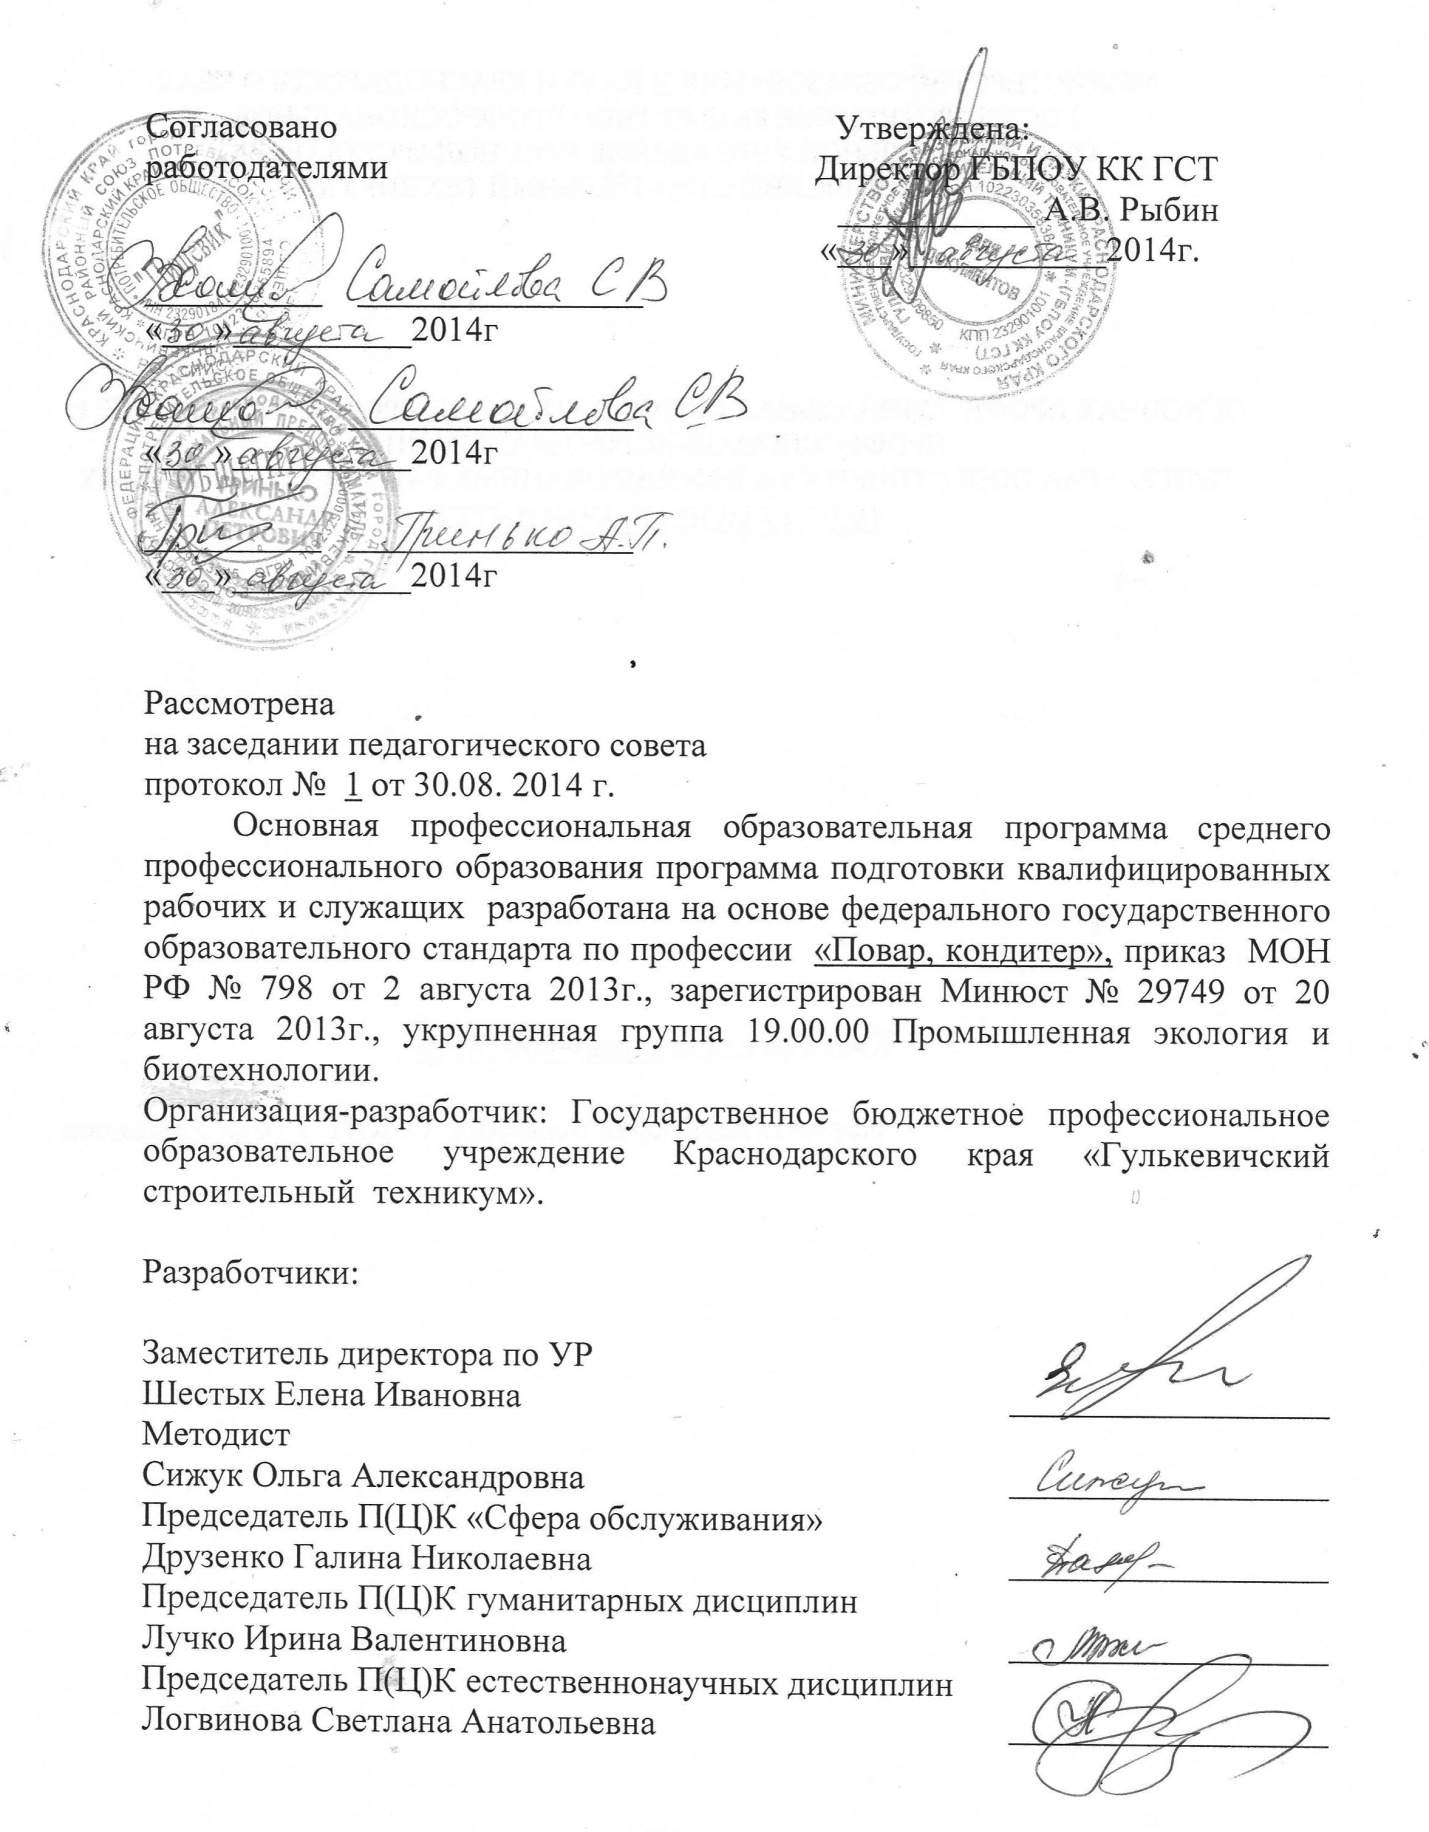 Согласовано
работодателями
Самойлова С В
«30» августа 2014г
Самойлова СВ
«30» августа 2014г
Гринько А.П.
«30» августа 2014г
Утверждена:
Директор ГБПОУ КК ГСТ
А.В. Рыбин
«30» августа 2014г.
ГРИНЬКО
АЛЕКСАНДР
ПЕТРОВИЧ
Рассмотрена
на заседании педагогического совета
протокол № 1 от 30.08. 2014 г.
Основная профессиональная образовательная программа среднего
профессионального образования программа подготовки квалифицированных
рабочих и служащих разработана на основе федерального государственного
образовательного стандарта по профессии «Повар, кондитер», приказ МОН
РФ № 798 от 2 августа 2013г., зарегистрирован Минюст № 29749 от 20
августа 2013г., укрупненная группа 19.00.00 Промышленная экология и
биотехнологии.
Организация-разработчик: Государственное бюджетное профессиональное
образовательное учреждение Краснодарского края «Гулькевичский
строительный техникум».
Разработчики:
Заместитель директора по УР
Шестых Елена Ивановна
Методист
Сижук Ольга Александровна
Председатель П(Ц)К «Сфера обслуживания»
Друзенко Галина Николаевна
Председатель П(Ц)К гуманитарных дисциплин
Лучко Ирина Валентиновна
Председатель П(Ц)К естественнонаучных дисциплин
Логвинова Светлана Анатольевна